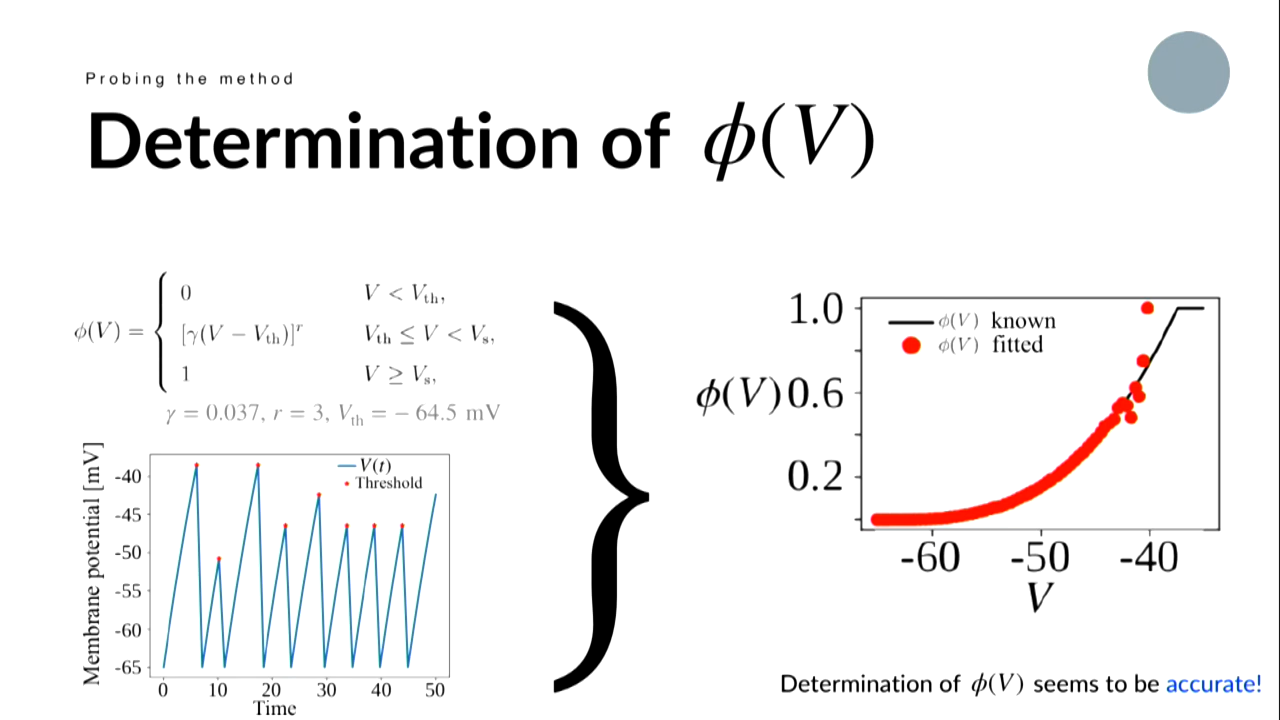 Probing the method
Determination of ϕ(V)
ϕ(V) = { 0 V < V_th,
[γ(V − V_th)]^r V_th ≤ V < V_s,
1 V ≥ V_s,
γ = 0.037, r = 3, V_th = − 64.5 mV
Membrane potential [mV]
-40
-45
-50
-55
-60
-65
V(t)
Threshold
0 10 20 30 40 50
Time
}
ϕ(V)
1.0
0.6
0.2
ϕ(V) known
ϕ(V) fitted
-60 -50 -40
V
Determination of ϕ(V) seems to be accurate!